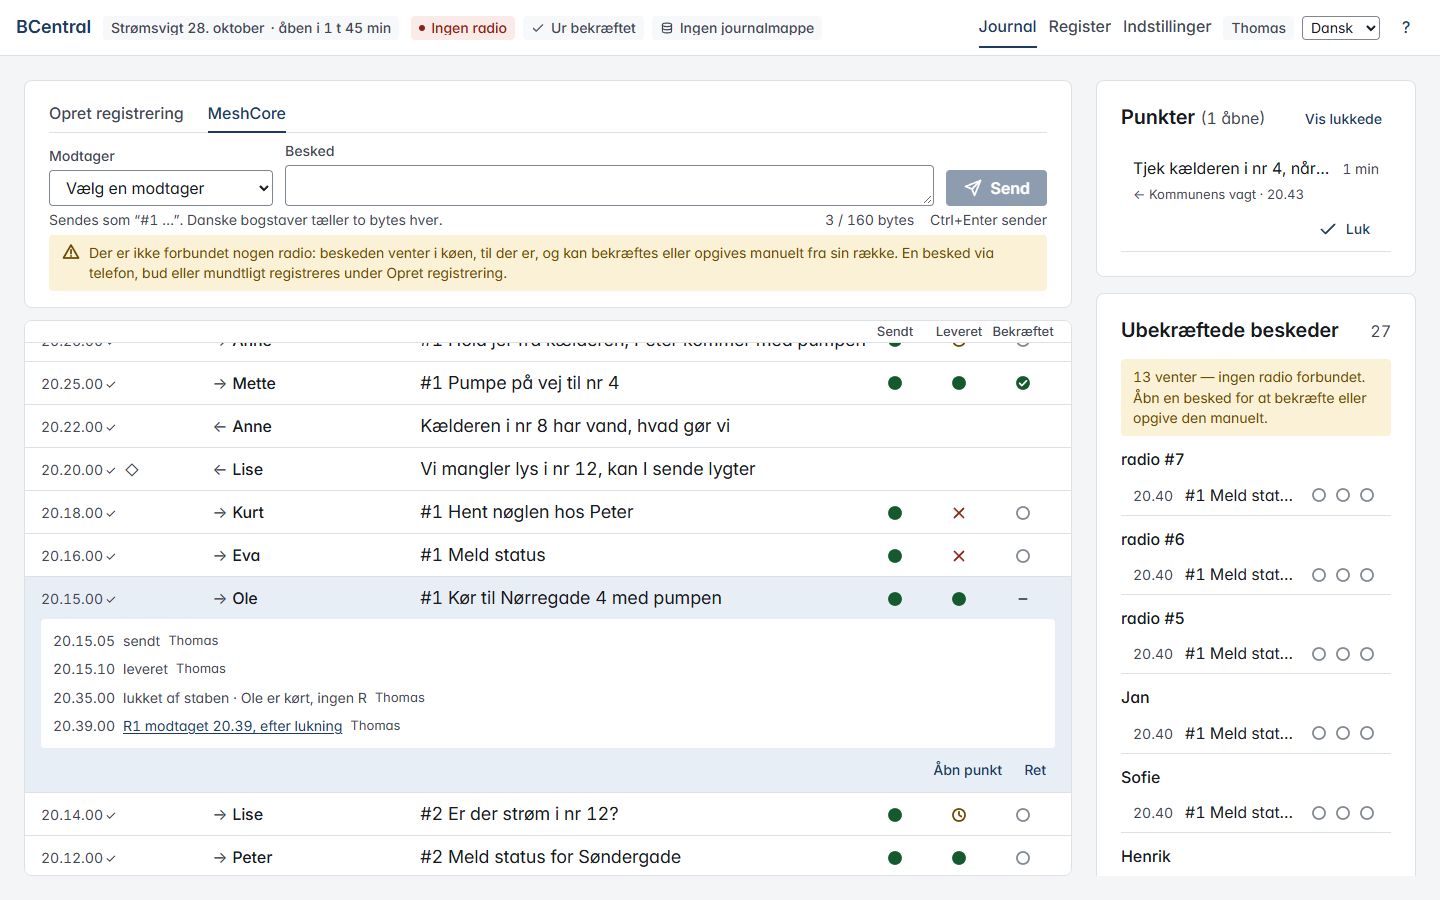 BCentral
Strømsvigt 28. oktober · åben i 1 t 45 min
Ingen radio
Ur bekræftet
Ingen journalmappe
Journal
Register
Indstillinger
Thomas
Dansk
?
Opret registrering
MeshCore
Modtager
Besked
Vælg en modtager
Send
Sendes som “#1 …”. Danske bogstaver tæller to bytes hver.
3 / 160 bytes
Ctrl+Enter sender
Der er ikke forbundet nogen radio: beskeden venter i køen, til der er, og kan bekræftes eller opgives manuelt fra sin række. En besked via
telefon, bud eller mundtligt registreres under Opret registrering.
Sendt Leveret Bekræftet
→ Anne #1 Hold jer fra kælderen, Peter kommer med pumpen
20.25.00 → Mette #1 Pumpe på vej til nr 4
20.22.00 ← Anne Kælderen i nr 8 har vand, hvad gør vi
20.20.00 ← Lise Vi mangler lys i nr 12, kan I sende lygter
20.18.00 → Kurt #1 Hent nøglen hos Peter
20.16.00 → Eva #1 Meld status
20.15.00 → Ole #1 Kør til Nørregade 4 med pumpen
20.15.05 sendt Thomas
20.15.10 leveret Thomas
20.35.00 lukket af staben · Ole er kørt, ingen R Thomas
20.39.00 R1 modtaget 20.39, efter lukning Thomas
Åbn punkt Ret
20.14.00 → Lise #2 Er der strøm i nr 12?
20.12.00 → Peter #2 Meld status for Søndergade
Punkter (1 åbne)
Vis lukkede
Tjek kælderen i nr 4, når... 1 min
← Kommunens vagt · 20.43
Luk
Ubekræftede beskeder 27
13 venter — ingen radio forbundet.
Åbn en besked for at bekræfte eller
opgive den manuelt.
radio #7
20.40 #1 Meld stat...
radio #6
20.40 #1 Meld stat...
radio #5
20.40 #1 Meld stat...
Jan
20.40 #1 Meld stat...
Sofie
20.40 #1 Meld stat...
Henrik